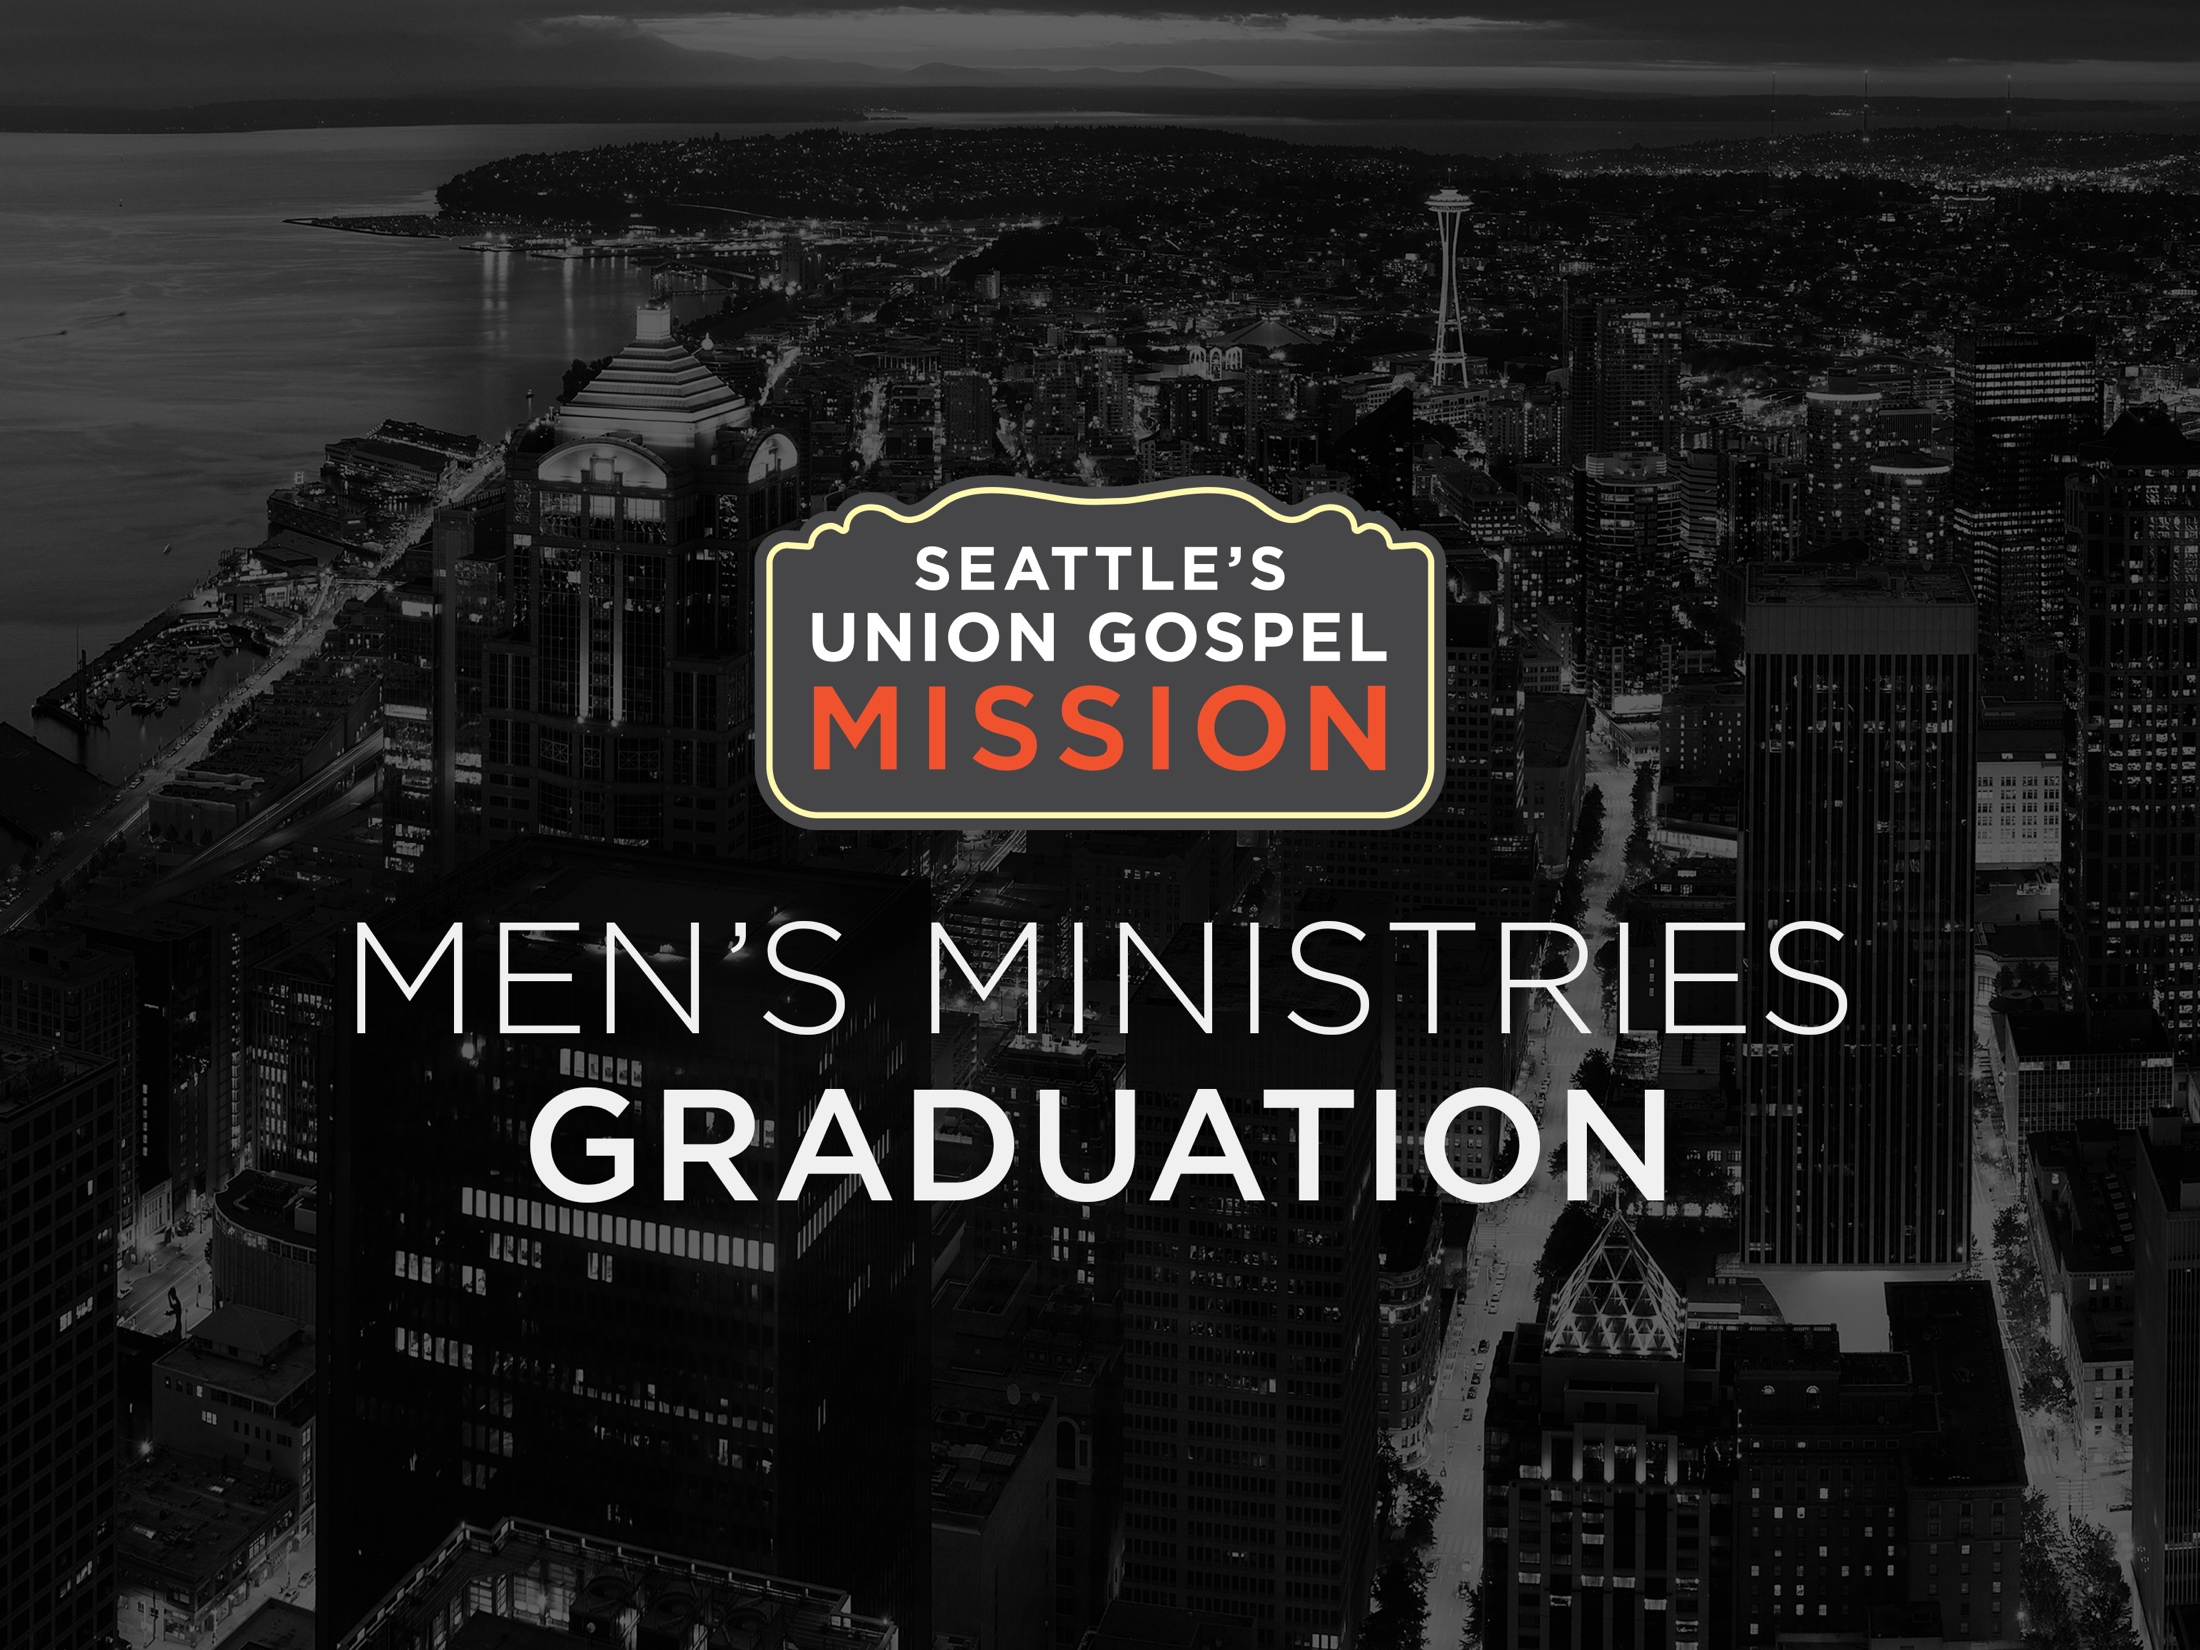 SEATTLE’S
UNION GOSPEL
MISSION
MEN’S MINISTRIES
GRADUATION